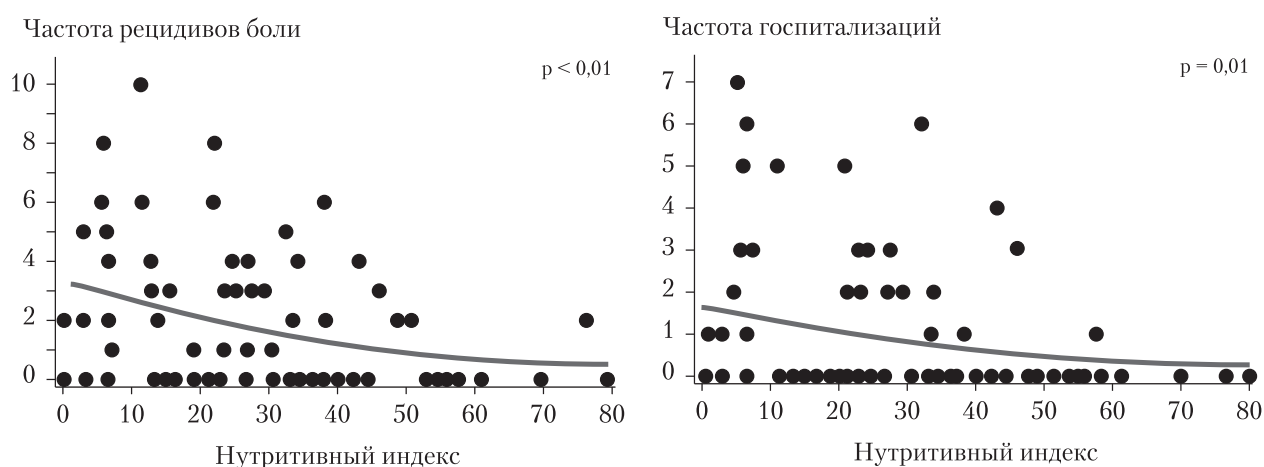 Частота рецидивов боли
p < 0,01
10
8
6
4
2
0
0 10 20 30 40 50 60 70 80
Нутритивный индекс
Частота госпитализаций
p = 0,01
7
6
5
4
3
2
1
0
0 10 20 30 40 50 60 70 80
Нутритивный индекс